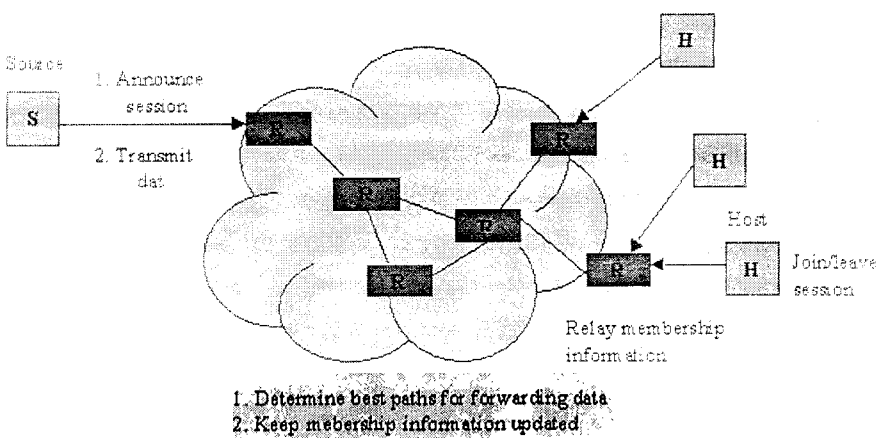 Source
S
1. Announce
session
2. Transmit
dat
R
R
R
R
R
R
H
H
Host
H
Join/leave
session
Relay membership
information
1. Determine best paths for forwarding data
2. Keep mebership information updated